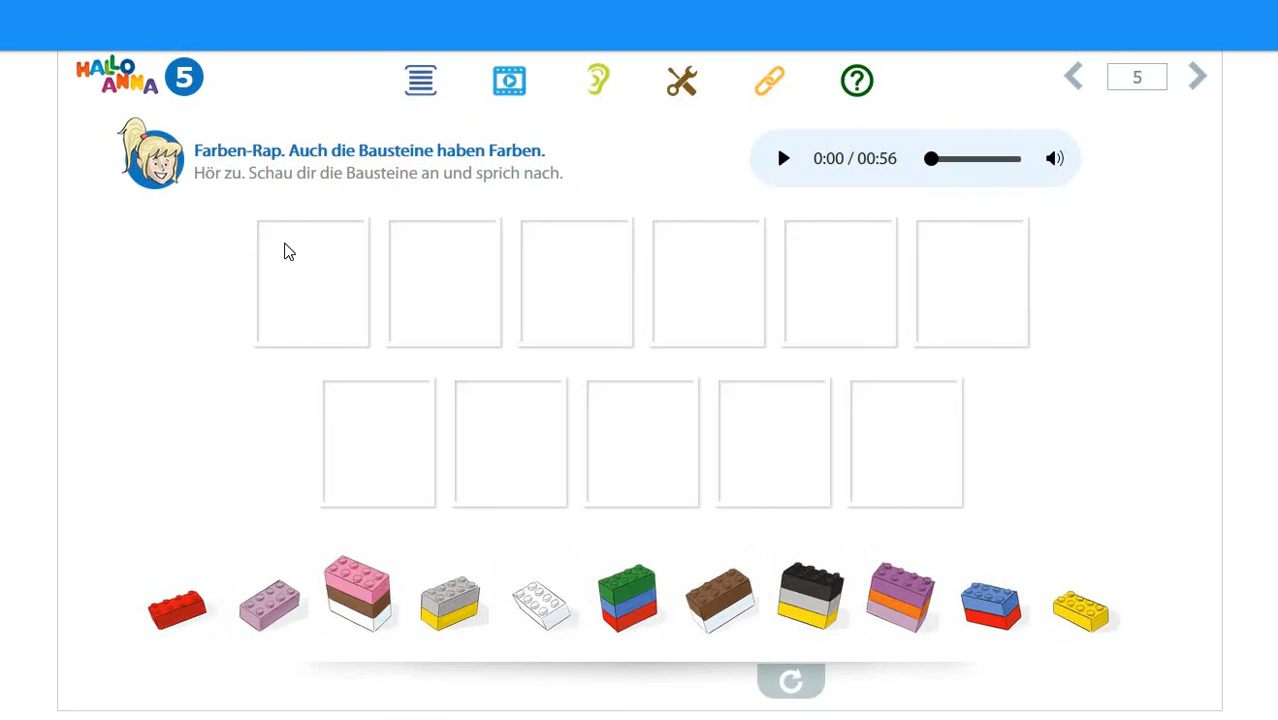 HALLO
ANNA
5
?
5
Farben-Rap. Auch die Bausteine haben Farben.
Hör zu. Schau dir die Bausteine an und sprich nach.
0:00 / 00:56